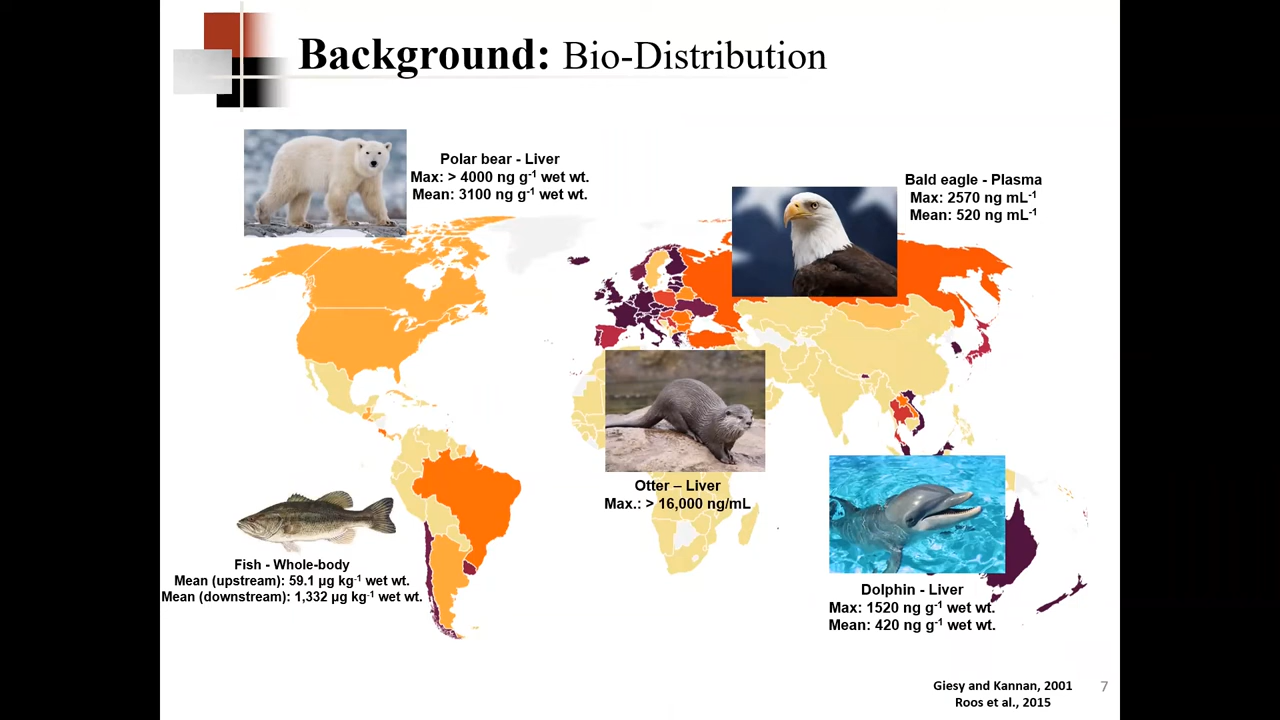 Background: Bio-Distribution
Polar bear - Liver
Max: > 4000 ng g⁻¹ wet wt.
Mean: 3100 ng g⁻¹ wet wt.
Bald eagle - Plasma
Max: 2570 ng mL⁻¹
Mean: 520 ng mL⁻¹
Otter – Liver
Max.: > 16,000 ng/mL
Fish - Whole-body
Mean (upstream): 59.1 µg kg⁻¹ wet wt.
Mean (downstream): 1,332 µg kg⁻¹ wet wt.
Dolphin - Liver
Max: 1520 ng g⁻¹ wet wt.
Mean: 420 ng g⁻¹ wet wt.
Giesy and Kannan, 2001
Roos et al., 2015
7